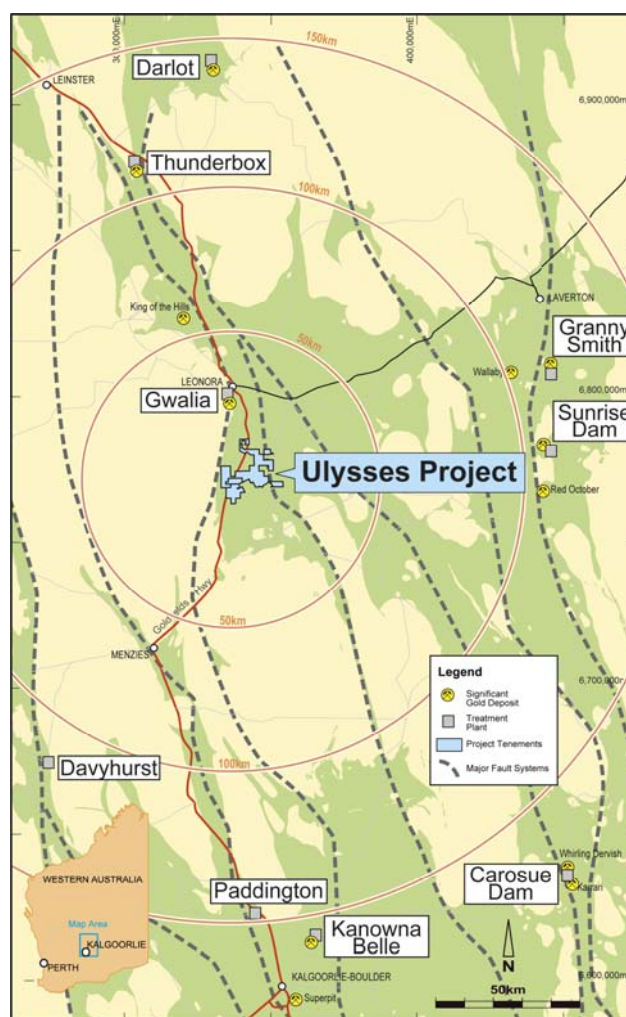 300,000mE
400,000mE
150km
Darlot
LEINSTER
6,900,000m
Thunderbox
100km
King of the Hills
LAVERTON
50km
Granny
Smith
Wallaby
LEONORA
6,800,000m
Gwalia
Sunrise
Dam
Ulysses Project
Red October
Goldfields Hwy
50km
MENZIES
Legend
Significant
Gold Deposit
Treatment
Plant
Project Tenements
Major Fault Systems
6,700,000m
Davyhurst
100km
Whirling Dervish
Carosue
Dam
Karari
WESTERN AUSTRALIA
Map Area
KALGOORLIE
PERTH
Paddington
Kanowna
Belle
N
KALGOORLIE-BOULDER
6,600,000m
Superpit
50km